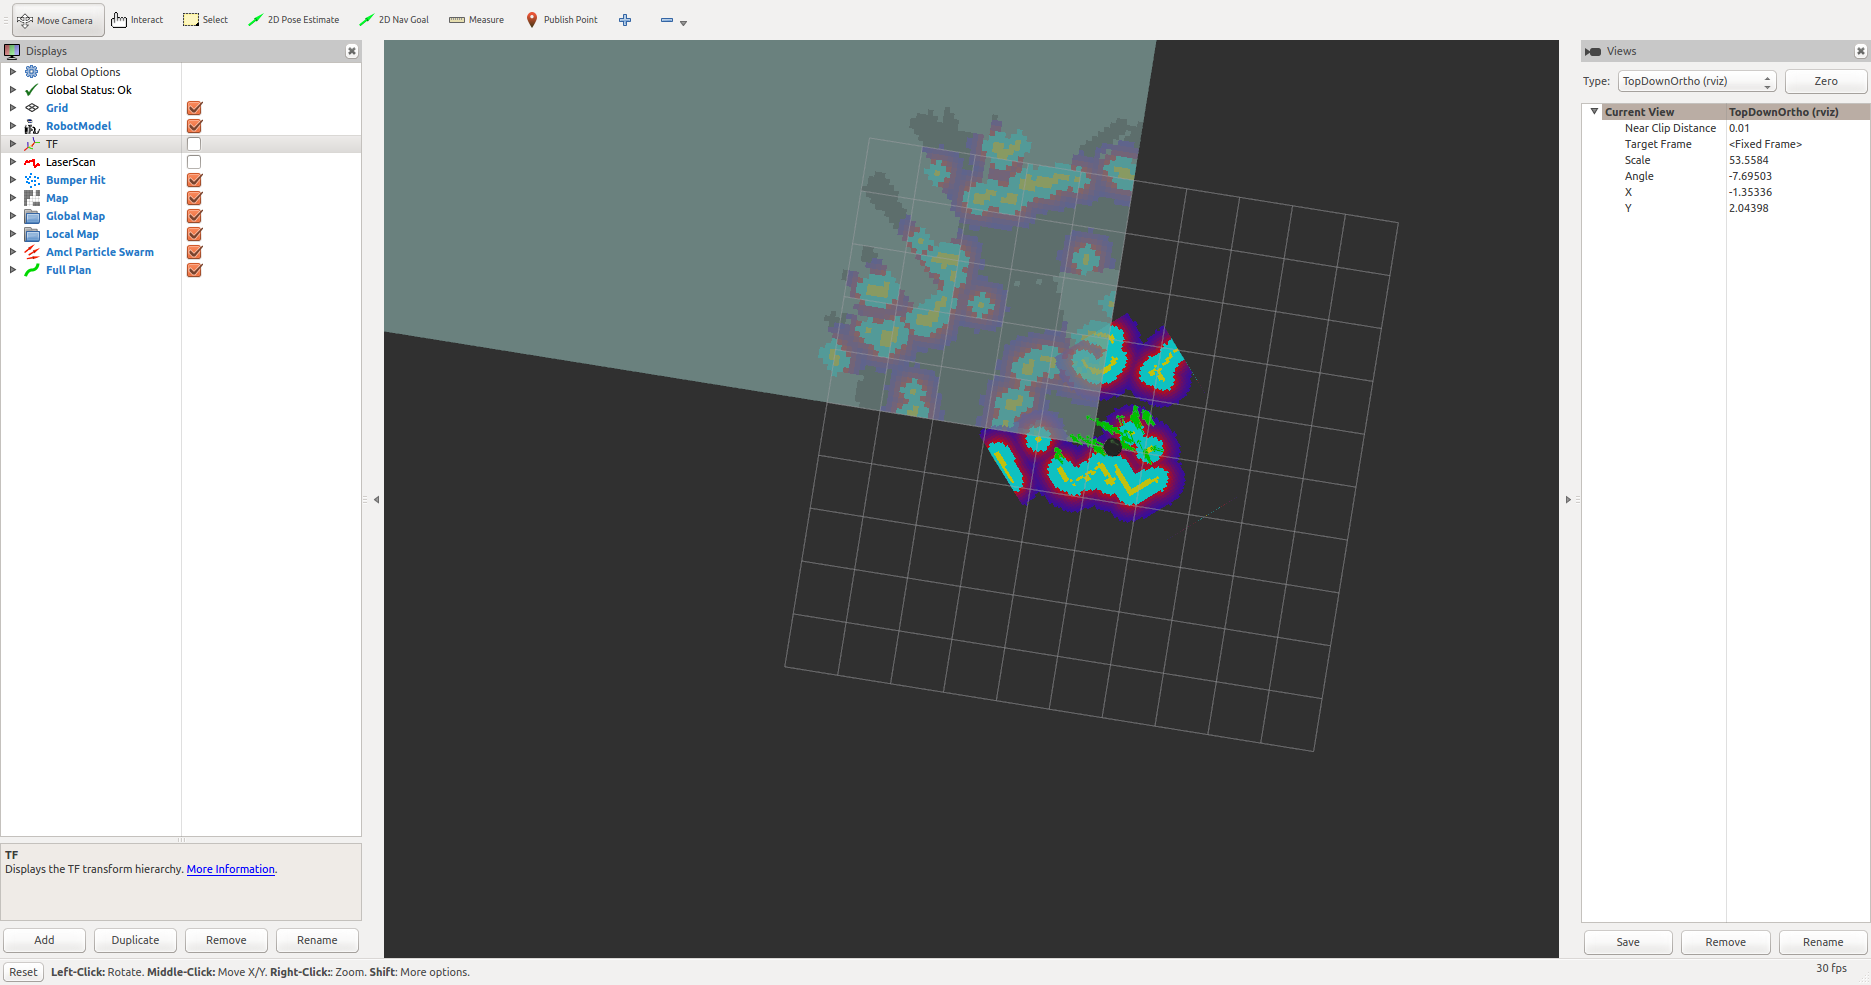 Move Camera Interact Select 2D Pose Estimate 2D Nav Goal Measure Publish Point
Displays
Global Options
Global Status: Ok
Grid
RobotModel
TF
LaserScan
Bumper Hit
Map
Global Map
Local Map
Amcl Particle Swarm
Full Plan
TF
Displays the TF transform hierarchy. More Information.
Add Duplicate Remove Rename
Views
Type: TopDownOrtho (rviz) Zero
Current View TopDownOrtho (rviz)
Near Clip Distance 0.01
Target Frame <Fixed Frame>
Scale 53.5584
Angle -7.69503
X -1.35336
Y 2.04398
Save Remove Rename
Reset Left-Click: Rotate. Middle-Click: Move X/Y. Right-Click:: Zoom. Shift: More options. 30 fps